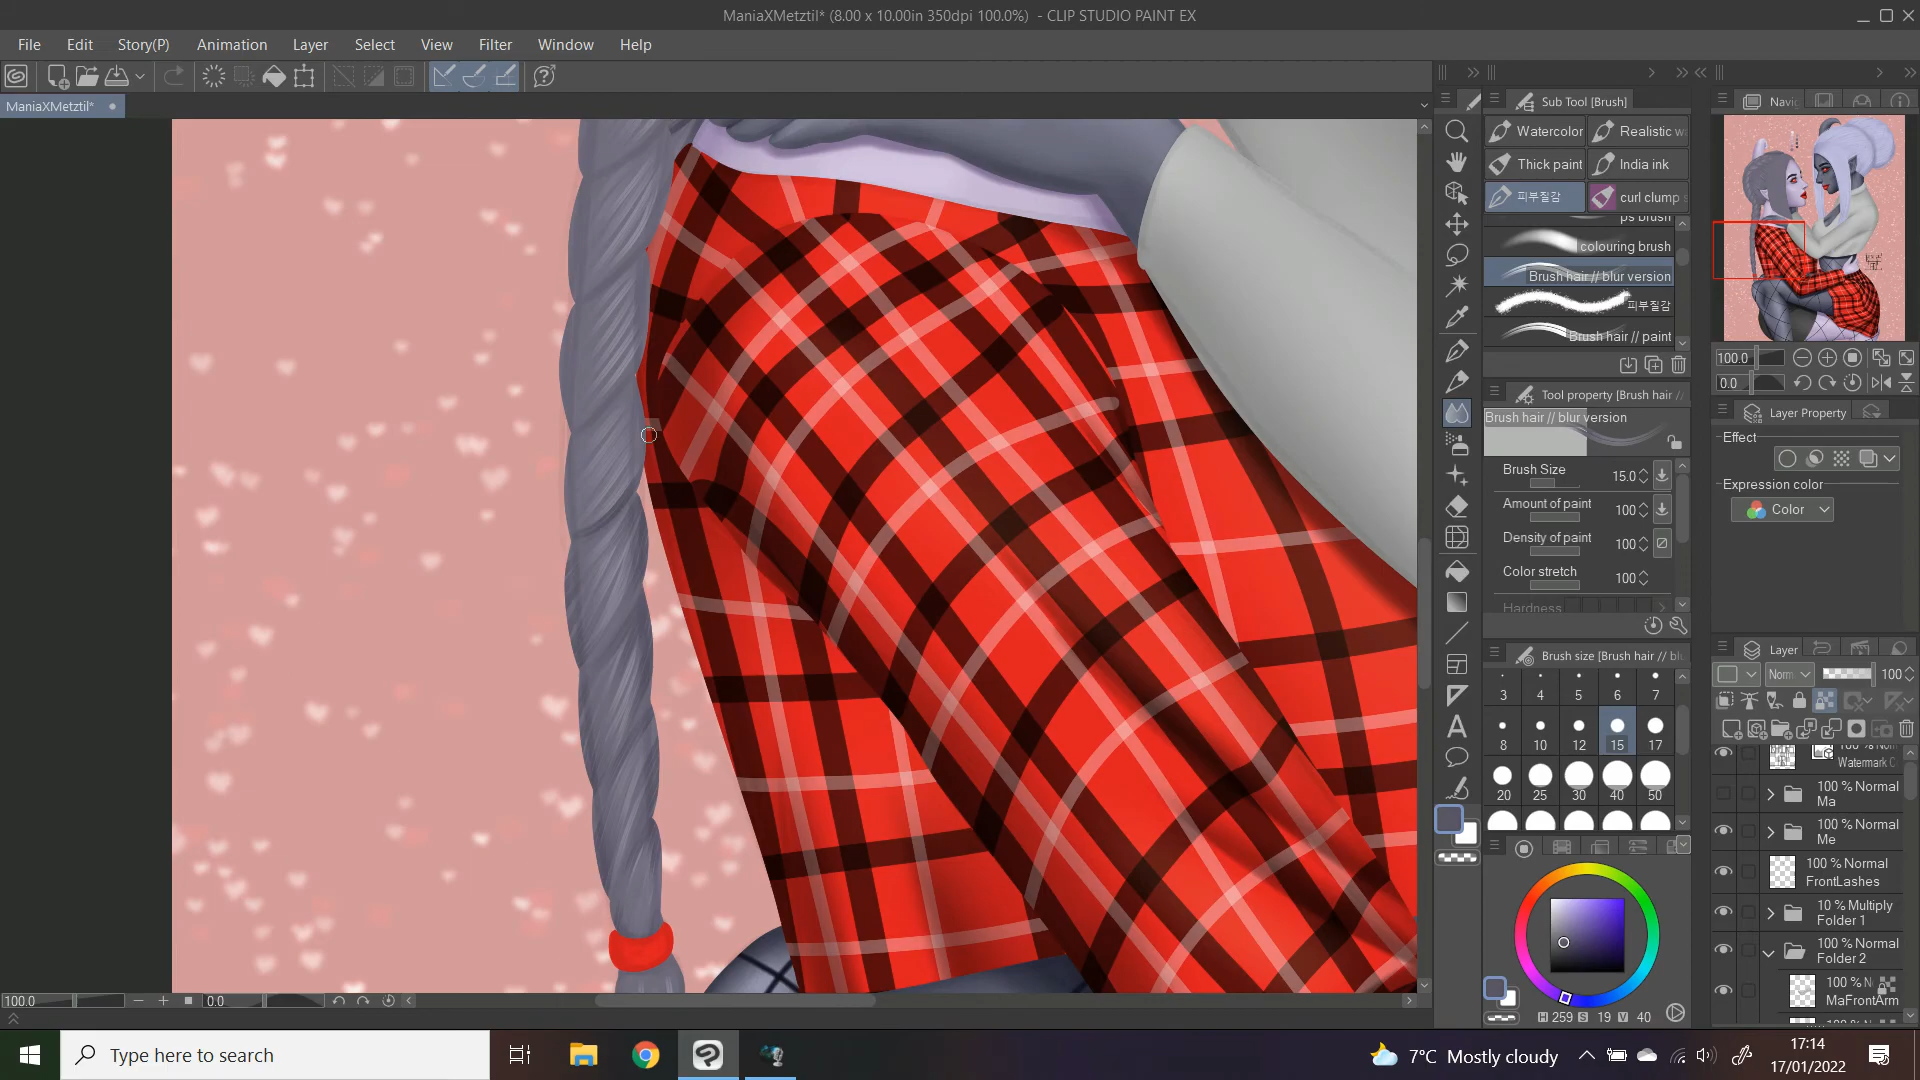 ManiaXMetztil* (8.00 x 10.00in 350dpi 100.0%) - CLIP STUDIO PAINT EX
File Edit Story(P) Animation Layer Select View Filter Window Help
ManiaXMetztil*
Sub Tool [Brush]
Watercolor
Realistic w
Thick paint
India ink
피부질감
curl clump
ps brush
colouring brush
Brush hair // blur version
피부질감
Brush hair // paint
Tool property [Brush hair //
Brush hair // blur version
Brush Size 15.0
Amount of paint 100
Density of paint 100
Color stretch 100
Hardness
Brush size [Brush hair // bl
3 4 5 6 7
8 10 12 15 17
20 25 30 40 50
H 259 S 19 V 40
Navig
100.0
0.0
Layer Property
Effect
Expression color
Color
Layer
Norm 100
Watermark C
100 % Normal
Ma
100 % Normal
Me
100 % Normal
FrontLashes
10 % Multiply
Folder 1
100 % Normal
Folder 2
100 % N
MaFrontArm
100.0 0.0
Type here to search
7°C Mostly cloudy
17:14
17/01/2022